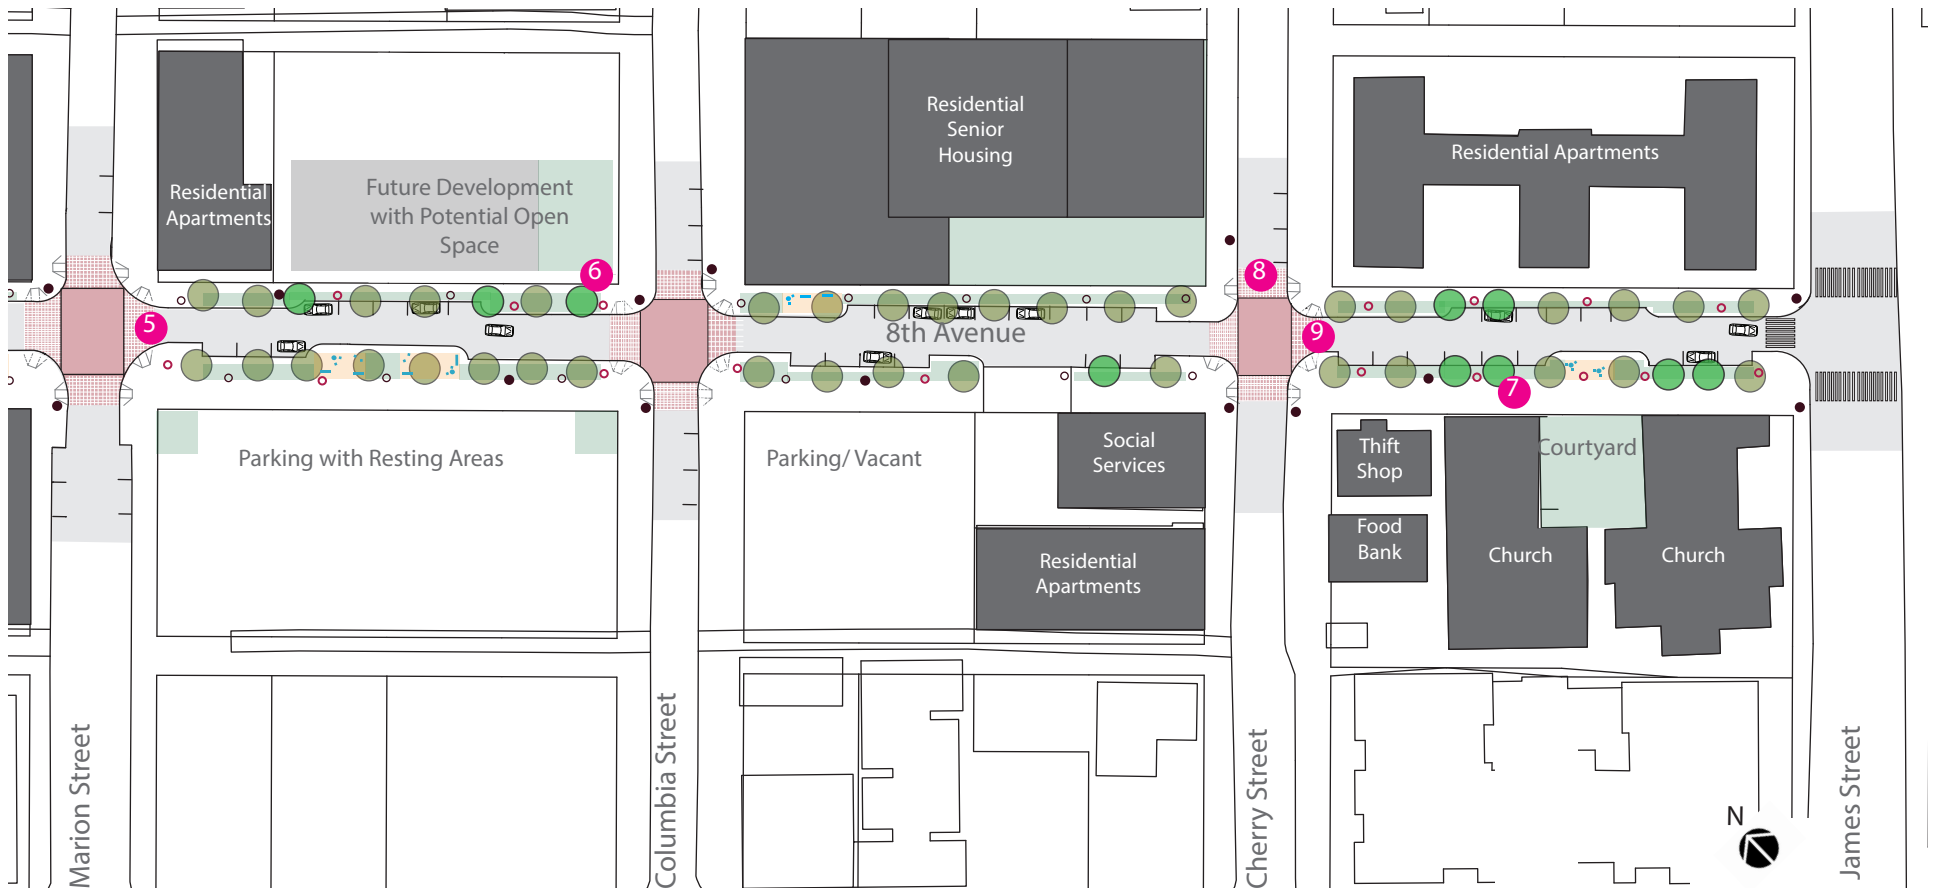 Residential
Senior
Housing
Residential Apartments
Residential
Apartments
Future Development
with Potential Open
Space
6
8
5
8th Avenue
9
7
Parking with Resting Areas
Parking/ Vacant
Social
Services
Thift
Shop
Courtyard
Food
Bank
Church
Church
Residential
Apartments
Marion Street
Columbia Street
Cherry Street
James Street
N